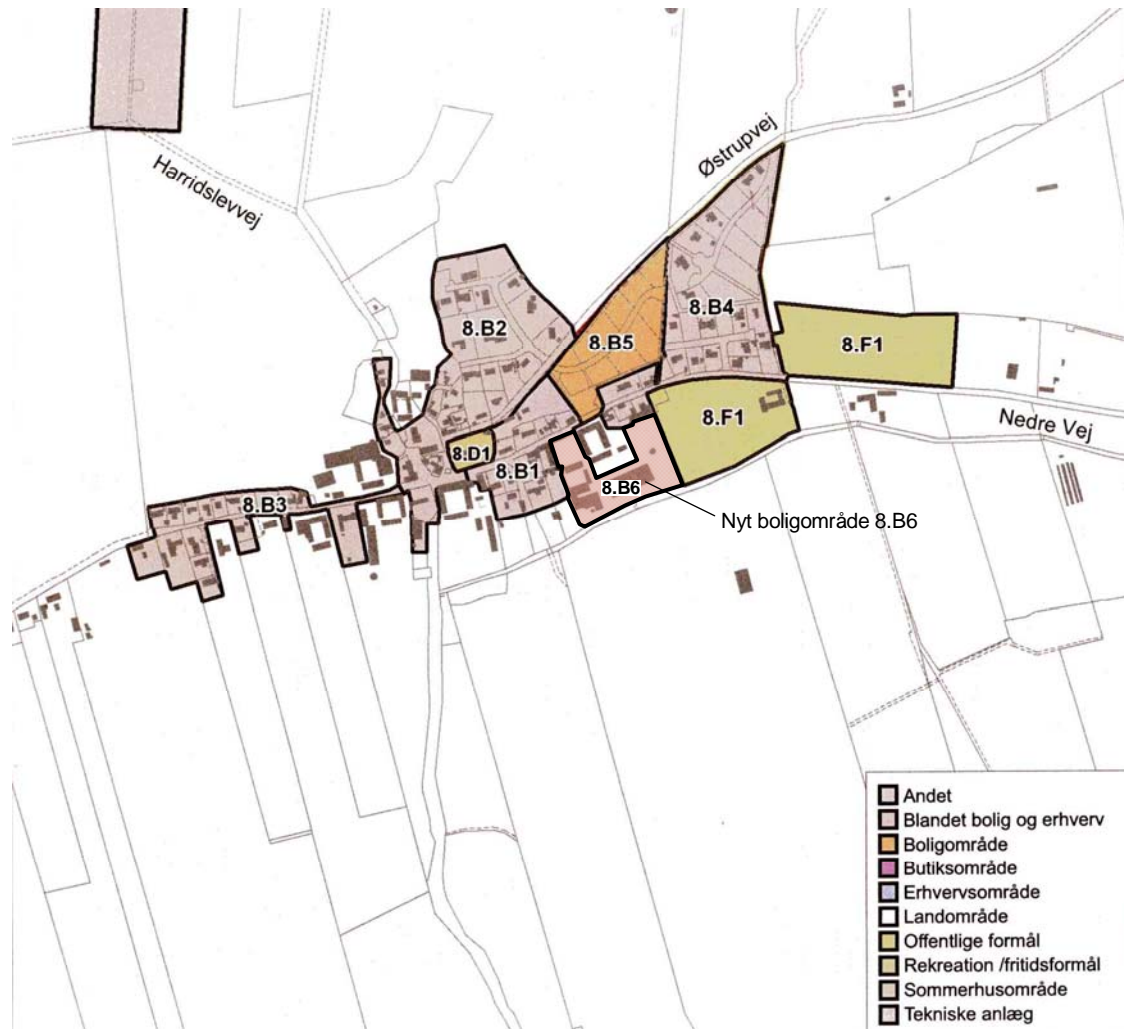 Østrupvej
Harridslevvej
8.B2
8.B5
8.B4
8.F1
8.F1
Nedre Vej
8.D1
8.B1
8.B6
8.B3
Nyt boligområde 8.B6
Andet
Blandet bolig og erhverv
Boligområde
Butiksområde
Erhvervsområde
Landområde
Offentlige formål
Rekreation /fritidsformål
Sommerhusområde
Tekniske anlæg